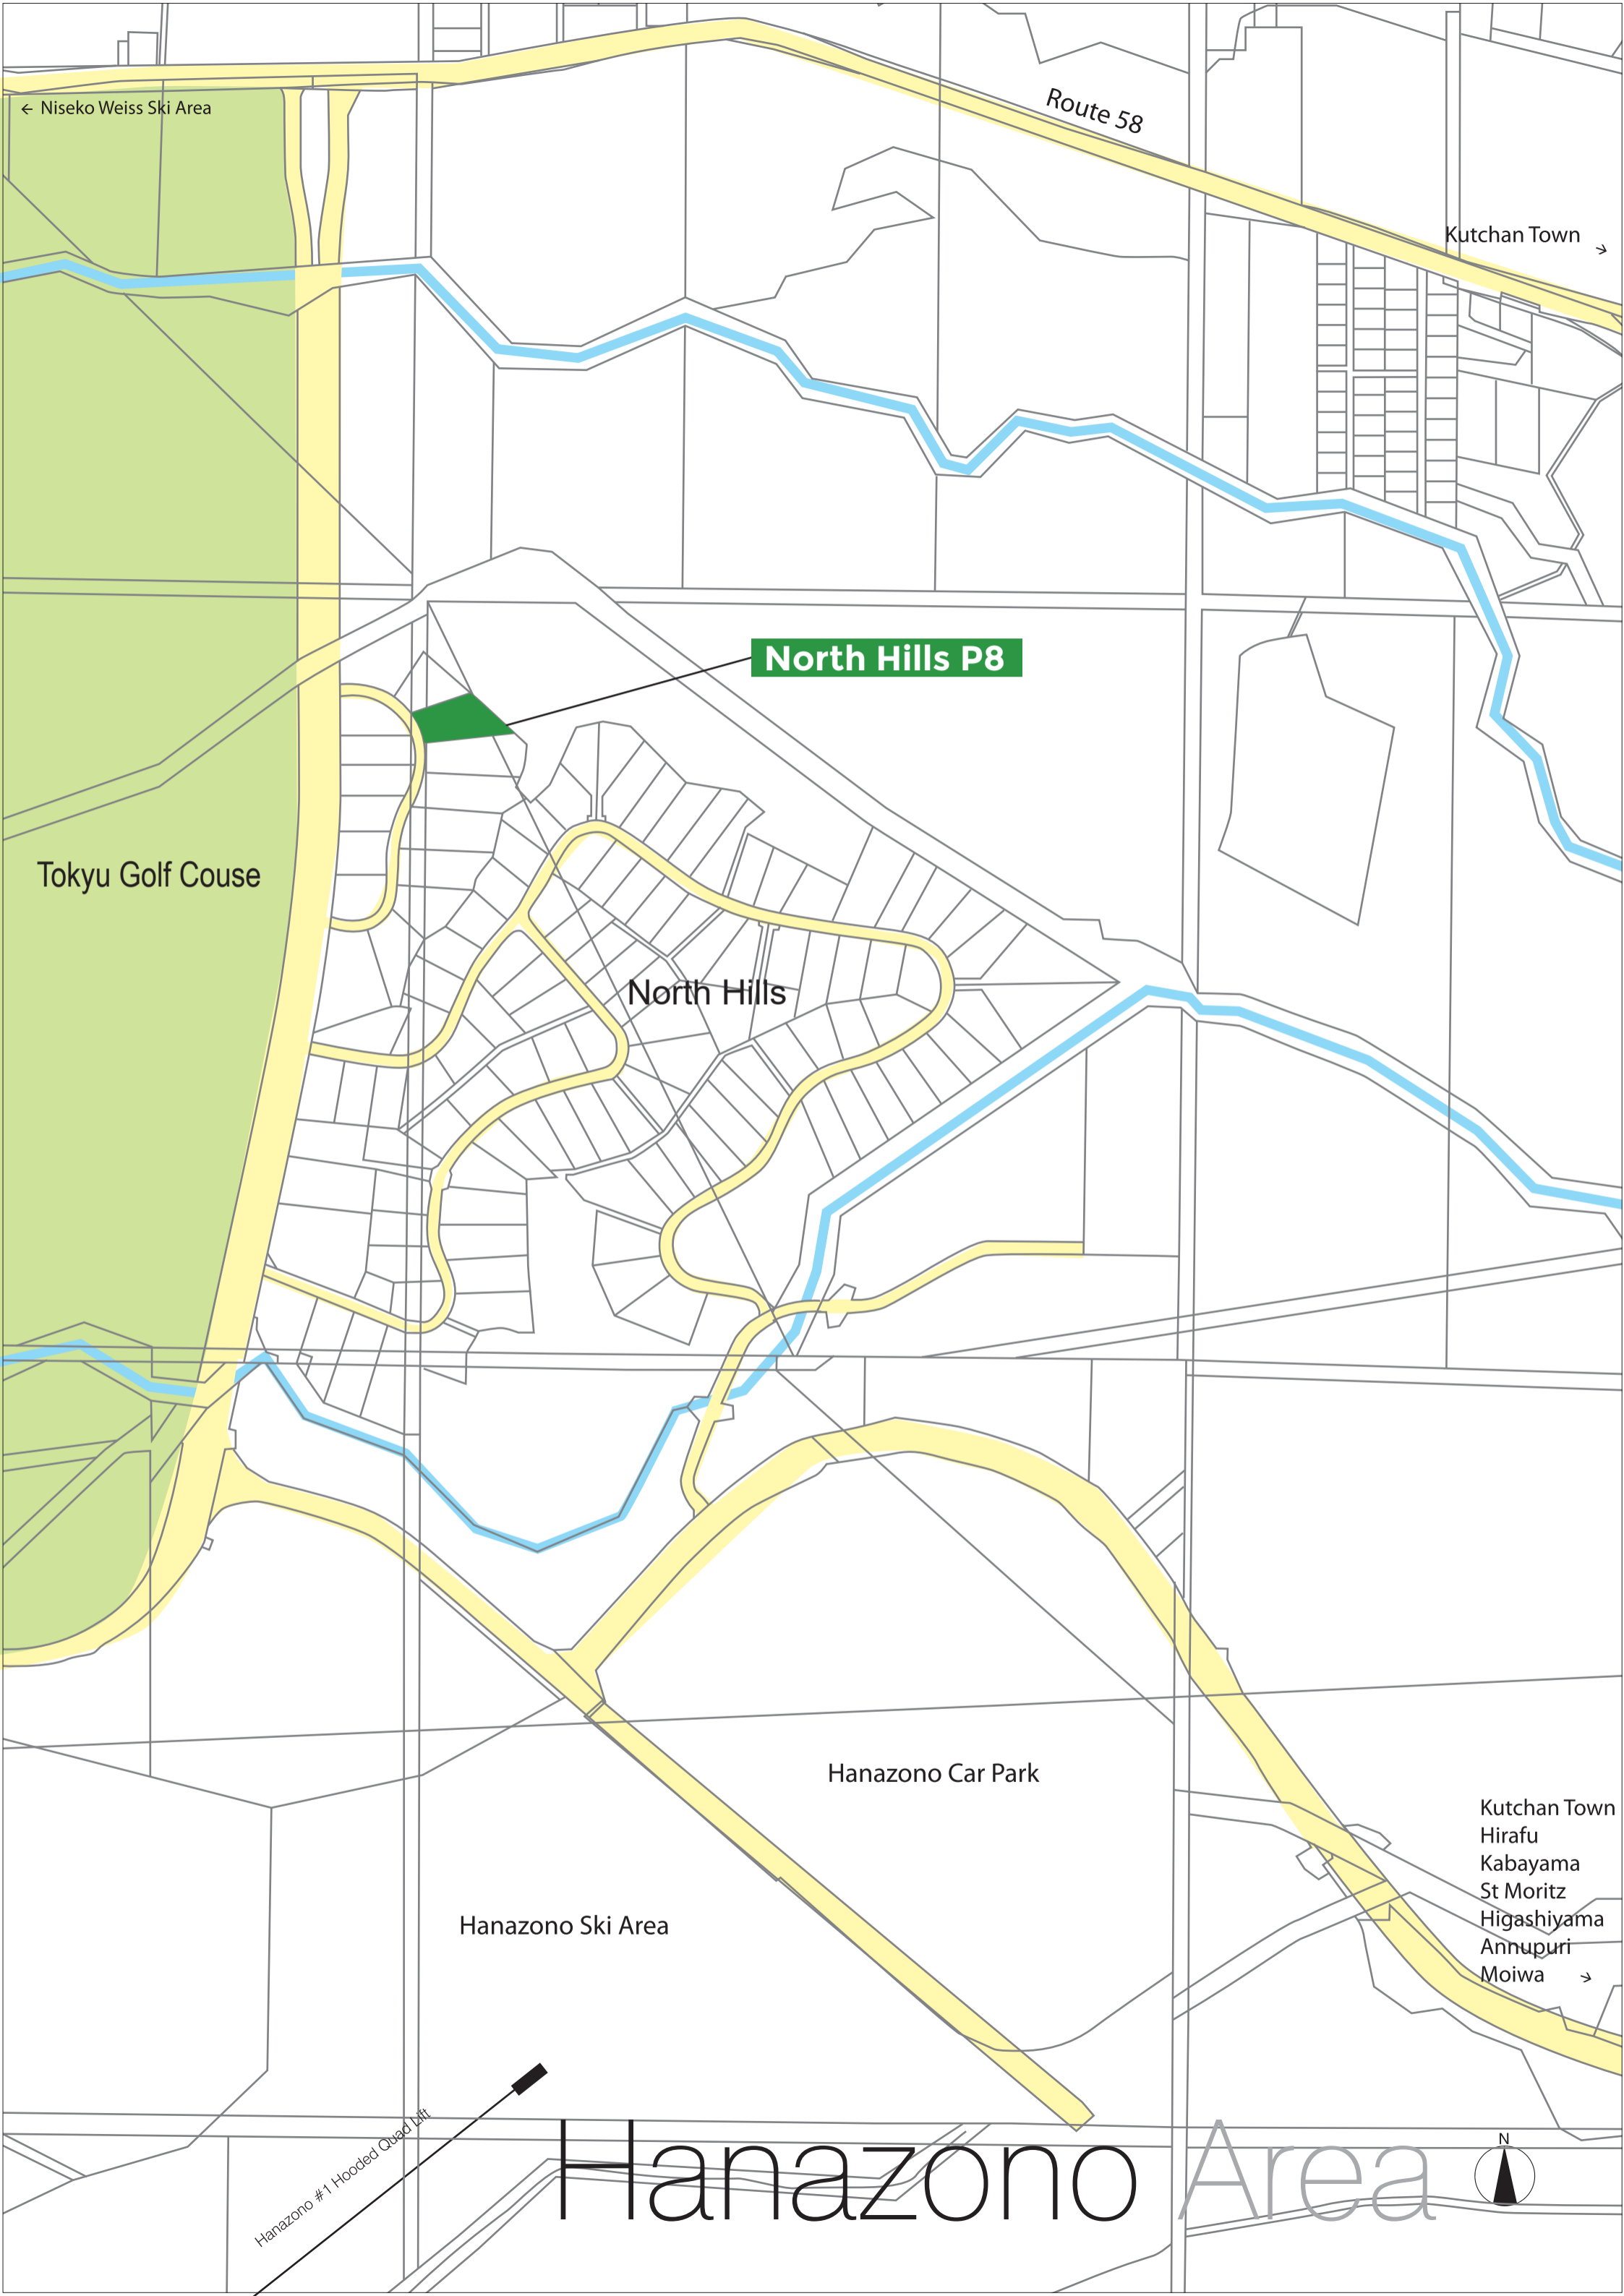 ← Niseko Weiss Ski Area
Route 58
Kutchan Town →
North Hills P8
Tokyu Golf Couse
North Hills
Hanazono Car Park
Kutchan Town
Hirafu
Kabayama
St Moritz
Higashiyama
Annupuri
Moiwa →
Hanazono Ski Area
Hanazono #1 Hooded Quad Lift
Hanazono Area
N